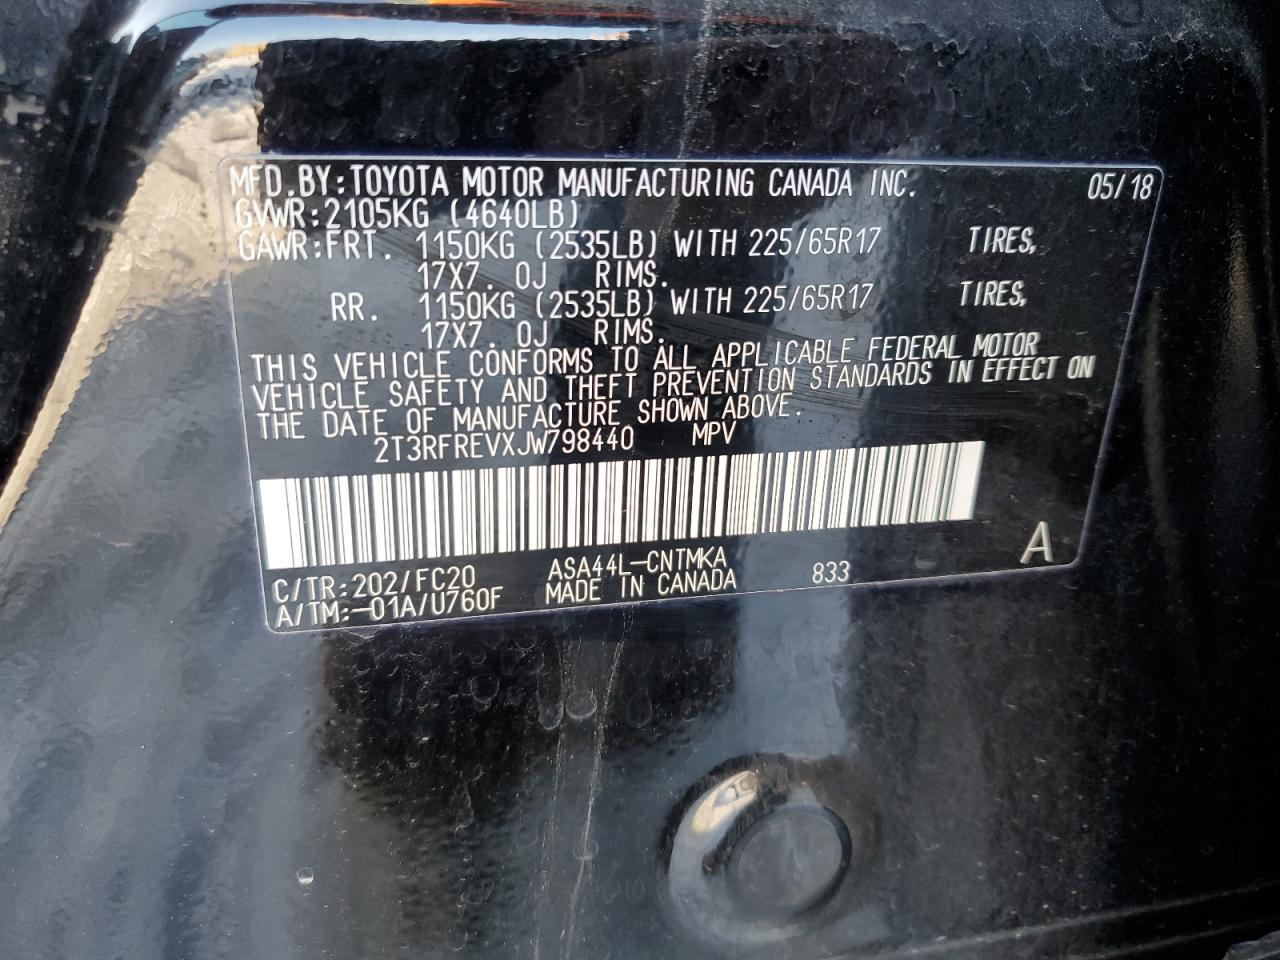 MFD.BY:TOYOTA MOTOR MANUFACTURING CANADA INC. 05/18
GVWR:2105KG (4640LB)
GAWR:FRT. 1150KG (2535LB) WITH 225/65R17 TIRES,
17X7. 0J RIMS.
RR. 1150KG (2535LB) WITH 225/65R17 TIRES,
17X7. 0J RIMS.
THIS VEHICLE CONFORMS TO ALL APPLICABLE FEDERAL MOTOR
VEHICLE SAFETY AND THEFT PREVENTION STANDARDS IN EFFECT ON
THE DATE OF MANUFACTURE SHOWN ABOVE.
2T3RFREVXJW798440 MPV
C/TR:202/FC20 ASA44L-CNTMKA 833 A
A/TM:-01A/U760F MADE IN CANADA